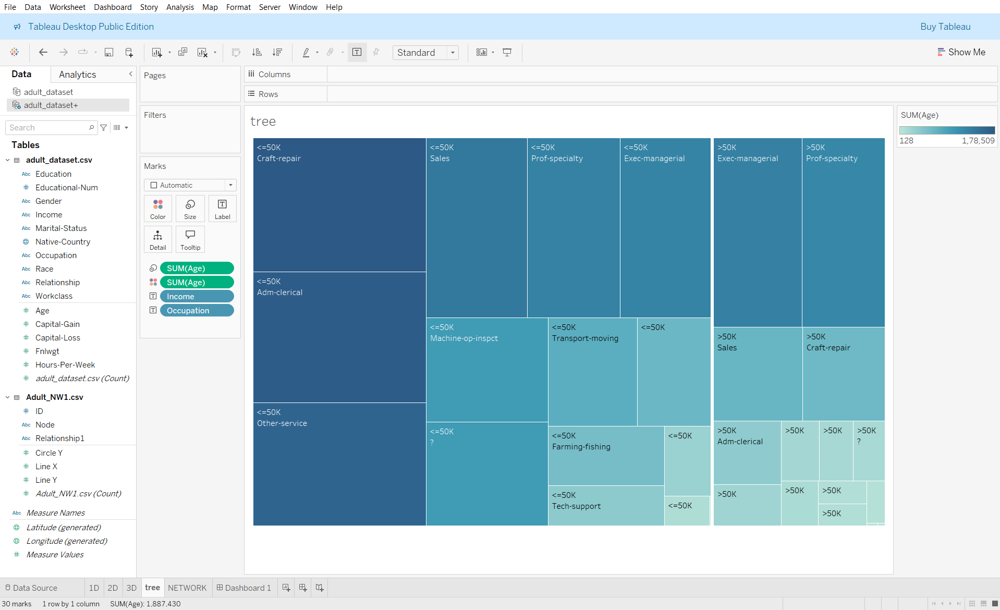 File Data Worksheet Dashboard Story Analysis Map Format Server Window Help
Tableau Desktop Public Edition
Buy Tableau
Standard
Show Me
Data
Analytics
adult_dataset
adult_dataset+
Search
Tables
adult_dataset.csv
Abc Education
Educational-Num
Abc Gender
Abc Income
Abc Marital-Status
Native-Country
Abc Occupation
Abc Race
Abc Relationship
Abc Workclass
Age
Capital-Gain
Capital-Loss
Fnlwgt
Hours-Per-Week
adult_dataset.csv (Count)
Adult_NW1.csv
ID
Abc Node
Abc Relationship1
Circle Y
Line X
Line Y
Adult_NW1.csv (Count)
Abc Measure Names
Latitude (generated)
Longitude (generated)
Measure Values
Pages
Filters
Marks
Automatic
Color
Size
Label
Detail
Tooltip
SUM(Age)
SUM(Age)
Income
Occupation
Columns
Rows
tree
<=50K
Craft-repair
<=50K
Adm-clerical
<=50K
Other-service
<=50K
Sales
<=50K
Prof-specialty
<=50K
Exec-managerial
<=50K
Machine-op-inspct
<=50K
?
<=50K
Transport-moving
<=50K
<=50K
Farming-fishing
<=50K
<=50K
Tech-support
<=50K
>50K
Exec-managerial
>50K
Prof-specialty
>50K
Sales
>50K
Craft-repair
>50K
Adm-clerical
>50K
>50K
>50K
?
>50K
>50K
>50K
>50K
SUM(Age)
128
1,78,509
Data Source
1D
2D
3D
tree
NETWORK
Dashboard 1
30 marks
1 row by 1 column
SUM(Age): 1,887,430